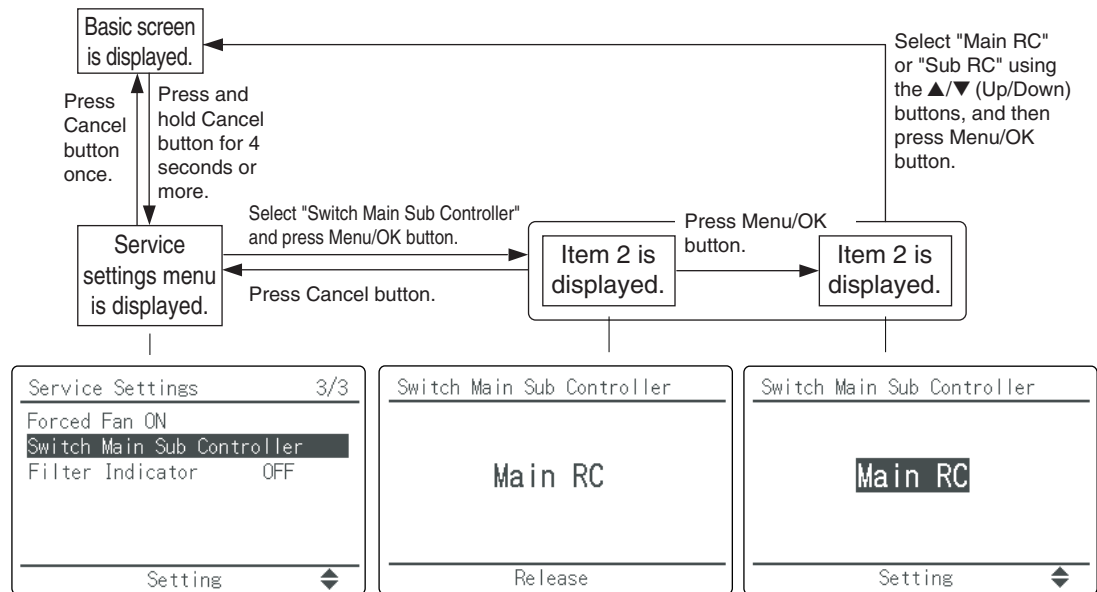 Basic screen
is displayed.
Press
Cancel
button
once.
Press and
hold Cancel
button for 4
seconds or
more.
Select "Main RC"
or "Sub RC" using
the ▲/▼ (Up/Down)
buttons, and then
press Menu/OK
button.
Service
settings menu
is displayed.
Select "Switch Main Sub Controller"
and press Menu/OK button.
Press Cancel button.
Item 2 is
displayed.
Press Menu/OK
button.
Item 2 is
displayed.
Service Settings 3/3
Forced Fan ON
Switch Main Sub Controller
Filter Indicator OFF
Setting
Switch Main Sub Controller
Main RC
Release
Switch Main Sub Controller
Main RC
Setting